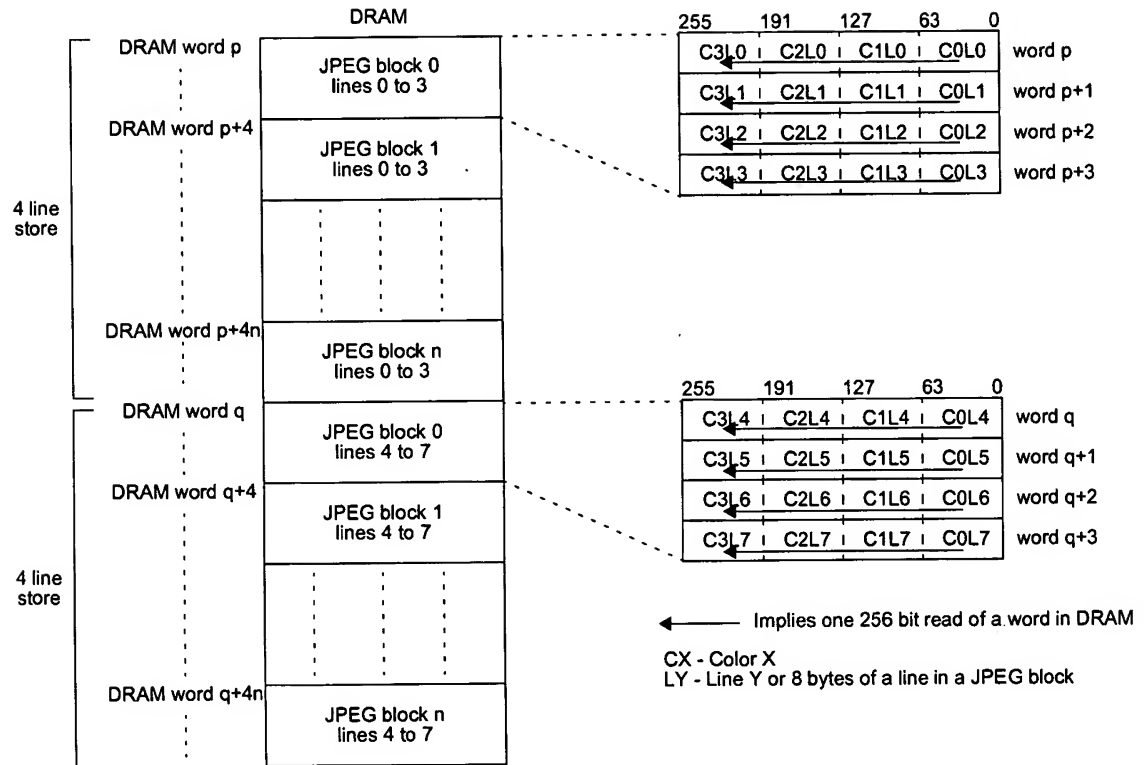 DRAM
DRAM word p
JPEG block 0
lines 0 to 3
DRAM word p+4
JPEG block 1
lines 0 to 3
4 line
store
DRAM word p+4n
JPEG block n
lines 0 to 3
DRAM word q
JPEG block 0
lines 4 to 7
DRAM word q+4
JPEG block 1
lines 4 to 7
4 line
store
DRAM word q+4n
JPEG block n
lines 4 to 7
255 191 127 63 0
C3L0 C2L0 C1L0 C0L0 word p
C3L1 C2L1 C1L1 C0L1 word p+1
C3L2 C2L2 C1L2 C0L2 word p+2
C3L3 C2L3 C1L3 C0L3 word p+3
255 191 127 63 0
C3L4 C2L4 C1L4 C0L4 word q
C3L5 C2L5 C1L5 C0L5 word q+1
C3L6 C2L6 C1L6 C0L6 word q+2
C3L7 C2L7 C1L7 C0L7 word q+3
Implies one 256 bit read of a word in DRAM
CX - Color X
LY - Line Y or 8 bytes of a line in a JPEG block